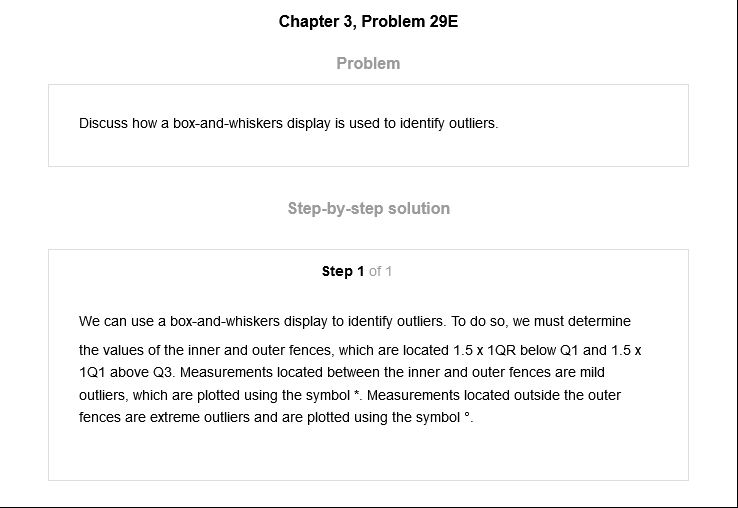 Chapter 3, Problem 29E
Problem
Discuss how a box-and-whiskers display is used to identify outliers.
Step-by-step solution
Step 1 of 1
We can use a box-and-whiskers display to identify outliers. To do so, we must determine
the values of the inner and outer fences, which are located 1.5 x 1QR below Q1 and 1.5 x
1Q1 above Q3. Measurements located between the inner and outer fences are mild
outliers, which are plotted using the symbol *. Measurements located outside the outer
fences are extreme outliers and are plotted using the symbol °.